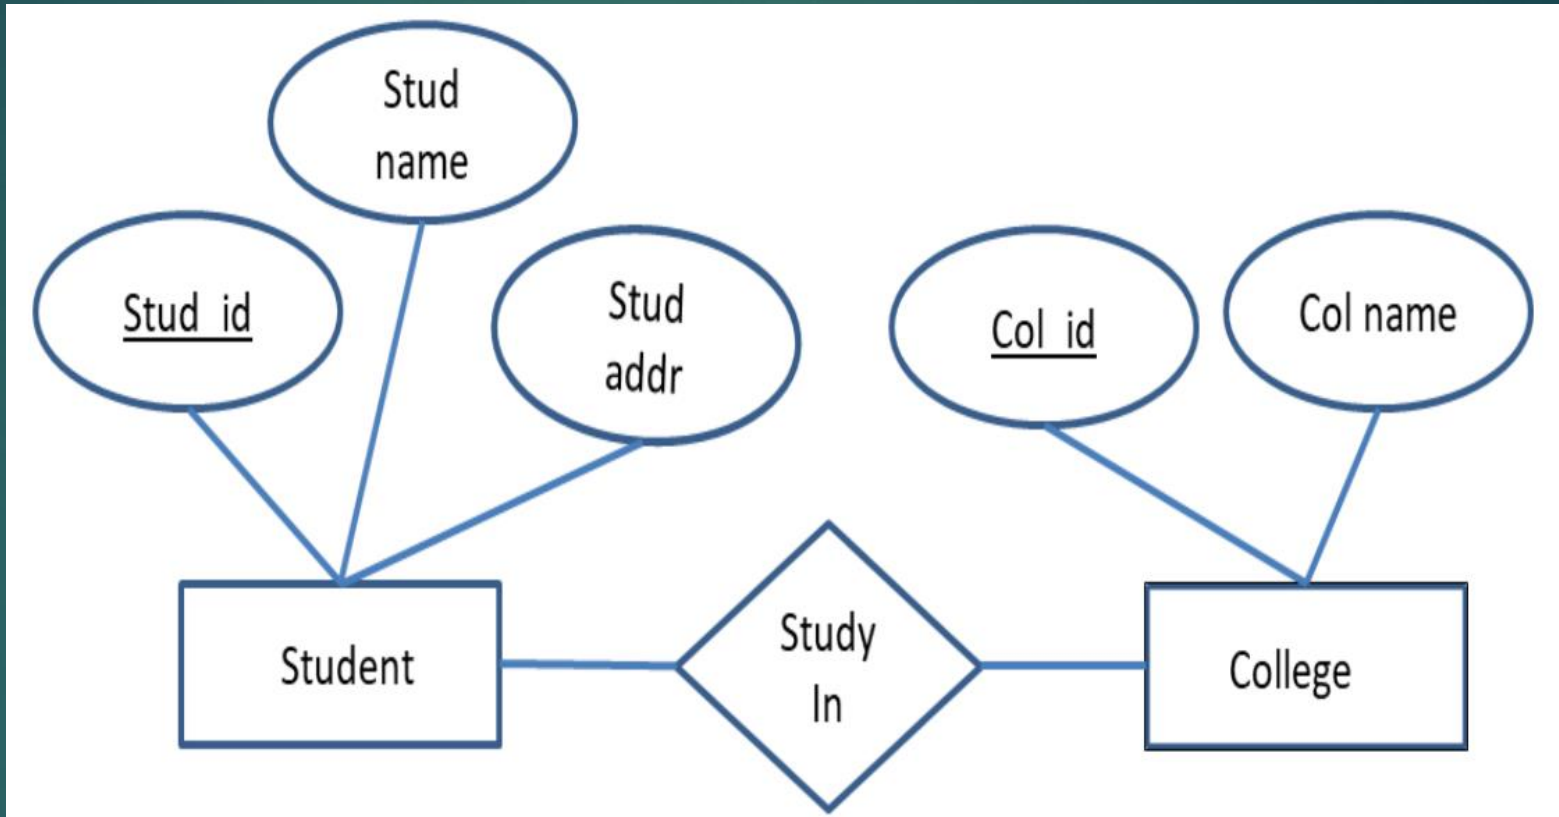 Stud
name
Stud_id
Stud
addr
Col_id
Col name
Student
Study
In
College